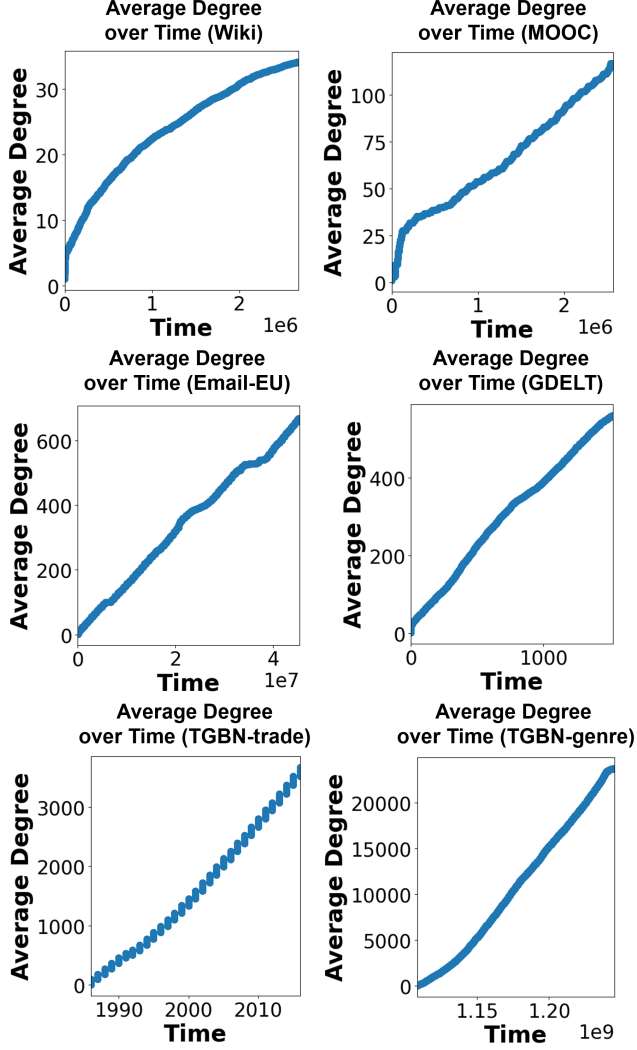 Average Degree
over Time (Wiki)
Average Degree
30
20
10
0
0
1
2
Time
1e6
Average Degree
over Time (MOOC)
Average Degree
100
75
50
25
0
0
1
2
Time
1e6
Average Degree
over Time (Email-EU)
Average Degree
600
400
200
0
0
2
4
Time
1e7
Average Degree
over Time (GDELT)
Average Degree
400
200
0
0
1000
Time
Average Degree
over Time (TGBN-trade)
Average Degree
3000
2000
1000
0
1990
2000
2010
Time
Average Degree
over Time (TGBN-genre)
Average Degree
20000
15000
10000
5000
0
1.15
1.20
Time
1e9